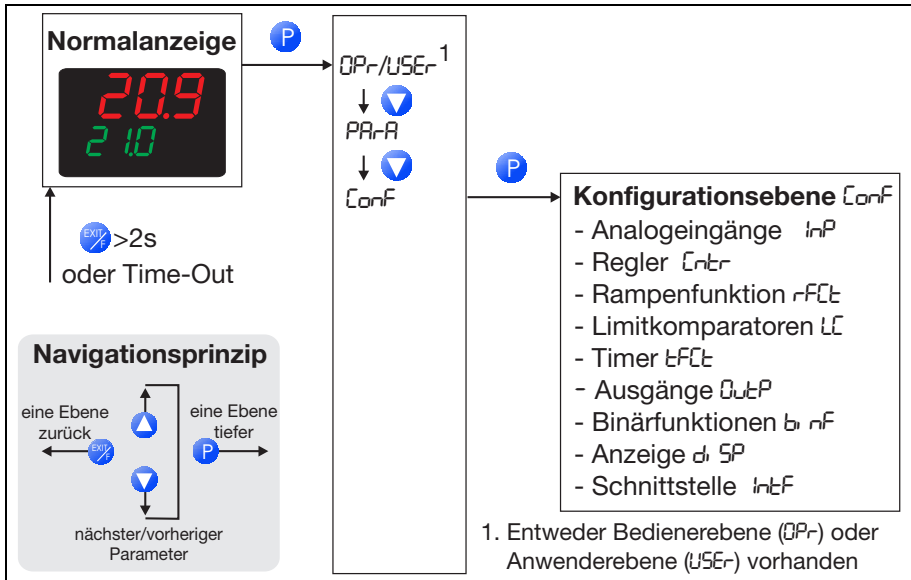 Normalanzeige
20.9
21.0
P
EXIT/F >2s
oder Time-Out
Navigationsprinzip
eine Ebene
zurück
EXIT/F
eine Ebene
tiefer
P
nächster/vorheriger
Parameter
OPr/USEr 1
PArA
ConF
P
Konfigurationsebene ConF
- Analogeingänge InP
- Regler Cntr
- Rampenfunktion rFCt
- Limitkomparatoren LC
- Timer tFCt
- Ausgänge OutP
- Binärfunktionen binF
- Anzeige diSP
- Schnittstelle IntF
1. Entweder Bedienerebene (OPr) oder
Anwenderebene (USEr) vorhanden